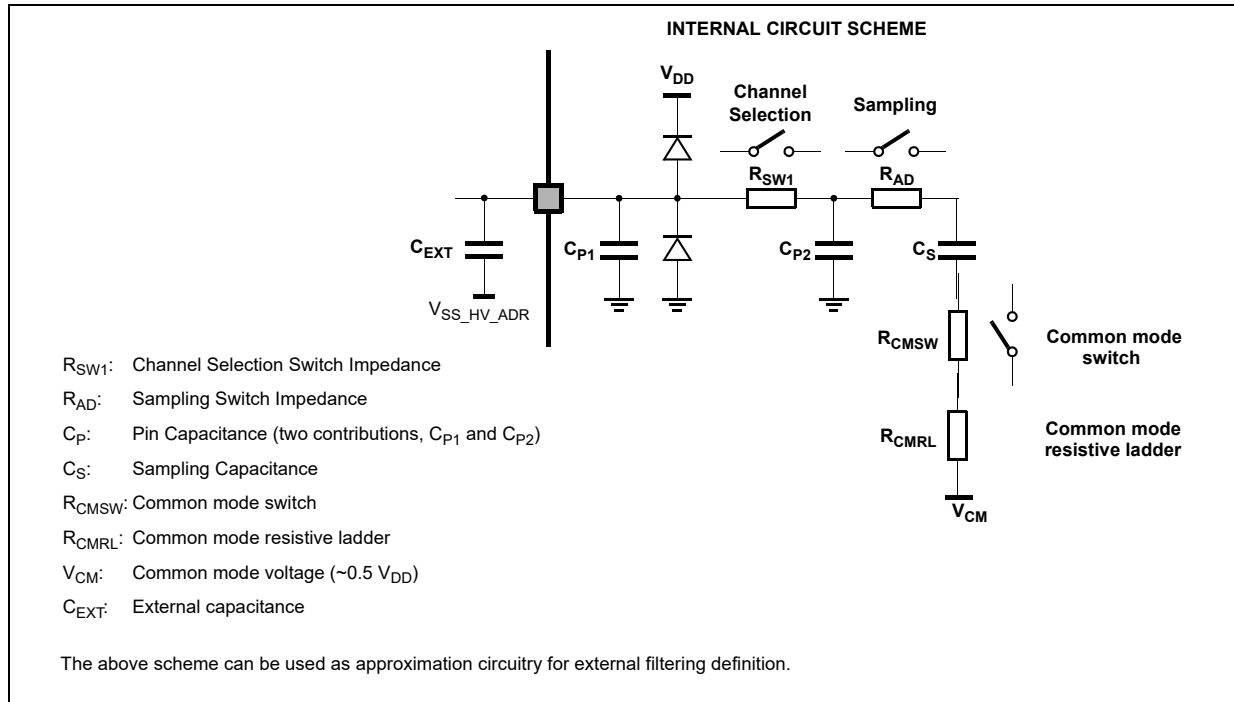 INTERNAL CIRCUIT SCHEME
VDD
Channel
Selection
Sampling
RSW1
RAD
CEXT
CP1
CP2
CS
VSS_HV_ADR
RCMSW
Common mode
switch
RCMRL
Common mode
resistive ladder
VCM
RSW1: Channel Selection Switch Impedance
RAD: Sampling Switch Impedance
CP: Pin Capacitance (two contributions, CP1 and CP2)
CS: Sampling Capacitance
RCMSW: Common mode switch
RCMRL: Common mode resistive ladder
VCM: Common mode voltage (~0.5 VDD)
CEXT: External capacitance
The above scheme can be used as approximation circuitry for external filtering definition.